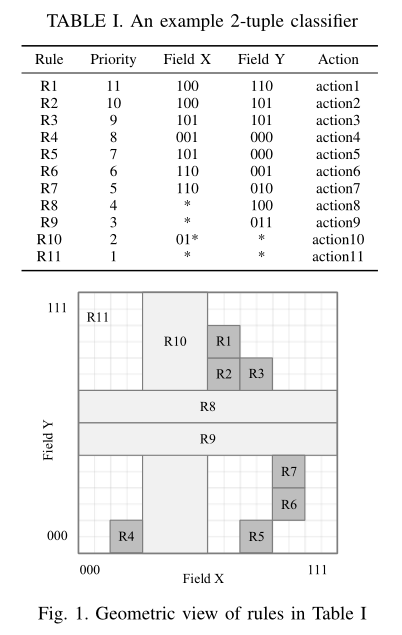 TABLE I. An example 2-tuple classifier
Rule Priority Field X Field Y Action
R1 11 100 110 action1
R2 10 100 101 action2
R3 9 101 101 action3
R4 8 001 000 action4
R5 7 101 000 action5
R6 6 110 001 action6
R7 5 110 010 action7
R8 4 * 100 action8
R9 3 * 011 action9
R10 2 01* * action10
R11 1 * * action11
111
R11
R10
R1
R2 R3
R8
Field Y
R9
R7
R6
000
R4 R5
000 111
Field X
Fig. 1. Geometric view of rules in Table I